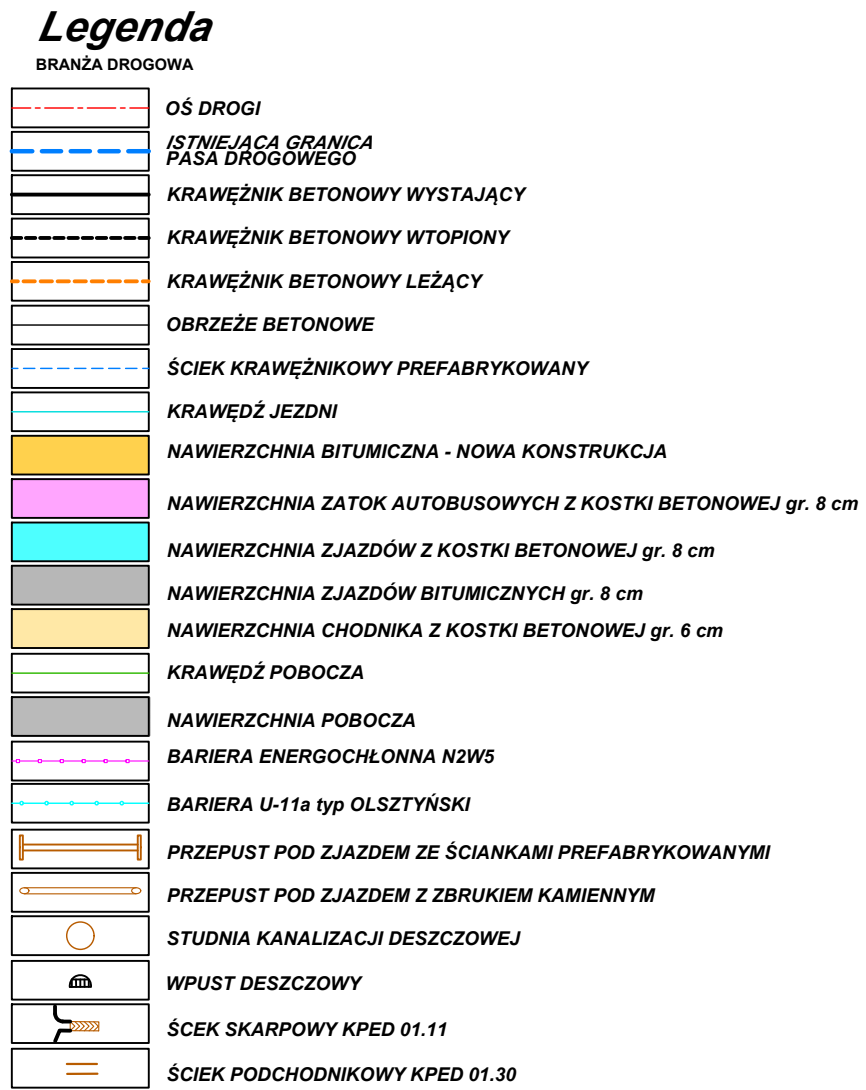 Legenda
BRANŻA DROGOWA
OŚ DROGI
ISTNIEJĄCA GRANICA
PASA DROGOWEGO
KRAWĘŻNIK BETONOWY WYSTAJĄCY
KRAWĘŻNIK BETONOWY WTOPIONY
KRAWĘŻNIK BETONOWY LEŻĄCY
OBRZEŻE BETONOWE
ŚCIEK KRAWĘŻNIKOWY PREFABRYKOWANY
KRAWĘDŹ JEZDNI
NAWIERZCHNIA BITUMICZNA - NOWA KONSTRUKCJA
NAWIERZCHNIA ZATOK AUTOBUSOWYCH Z KOSTKI BETONOWEJ gr. 8 cm
NAWIERZCHNIA ZJAZDÓW Z KOSTKI BETONOWEJ gr. 8 cm
NAWIERZCHNIA ZJAZDÓW BITUMICZNYCH gr. 8 cm
NAWIERZCHNIA CHODNIKA Z KOSTKI BETONOWEJ gr. 6 cm
KRAWĘDŹ POBOCZA
NAWIERZCHNIA POBOCZA
BARIERA ENERGOCHŁONNA N2W5
BARIERA U-11a typ OLSZTYŃSKI
PRZEPUST POD ZJAZDEM ZE ŚCIANKAMI PREFABRYKOWANYMI
PRZEPUST POD ZJAZDEM Z ZBRUKIEM KAMIENNYM
STUDNIA KANALIZACJI DESZCZOWEJ
WPUST DESZCZOWY
ŚCEK SKARPOWY KPED 01.11
ŚCIEK PODCHODNIKOWY KPED 01.30